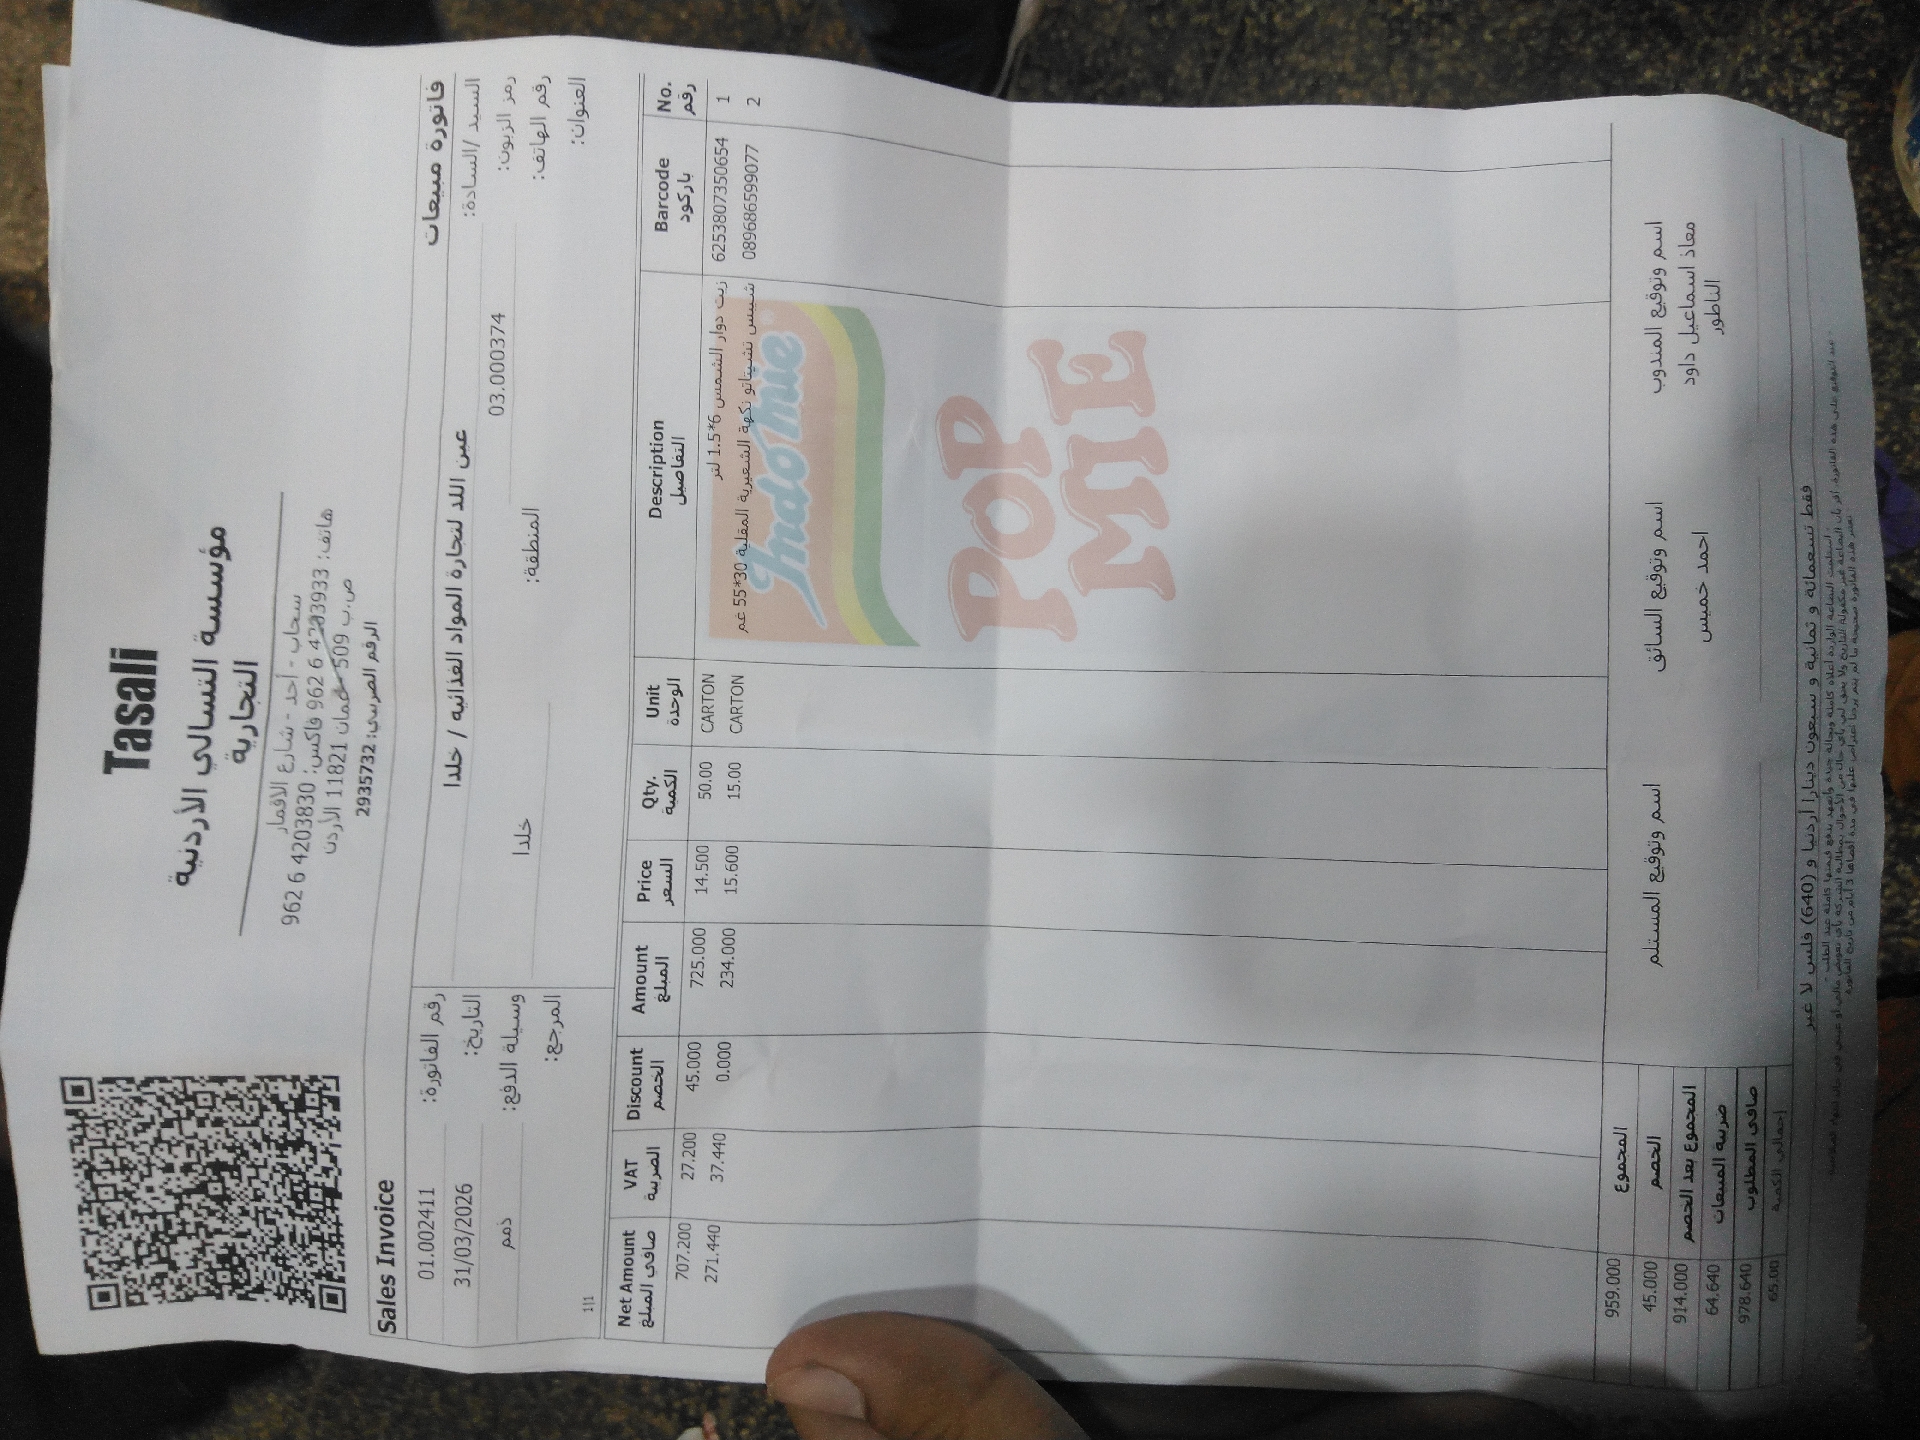 Tasali
مؤسسة التسالي الأردنية
التجارية
سحاب - أحد - شارع الاقمار
هاتف: 4203933 6 962 فاكس: 4203830 6 962
ص.ب 509 عمان 11821 الأردن
الرقم الضريبي: 2935732
Sales Invoice
فاتورة مبيعات
السيد /السادة: عين اللد لتجارة المواد الغذائيه / خلدا
رمز الزبون: 03.000374
رقم الهاتف: المنطقة: خلدا
العنوان:
رقم الفاتورة: 01.002411
التاريخ: 31/03/2026
وسيلة الدفع: ذمم
المرجع:
1|1
Net Amount VAT Discount Amount Price Qty. Unit Description Barcode No.
صافي المبلغ الضريبة الخصم المبلغ السعر الكمية الوحدة التفاصيل باركود رقم
707.200 27.200 45.000 725.000 14.500 50.00 CARTON زيت دوار الشمس 6*1.5 لتر 6253807350654 1
271.440 37.440 0.000 234.000 15.600 15.00 CARTON شيبس تشيتاتو نكهة الشعيرية المقلية 30*55 غم 089686599077 2
Indomie
POP
ME
959.000 المجموع
45.000 الخصم
914.000 المجموع بعد الخصم
64.640 ضريبة المبيعات
978.640 صافي المطلوب
65.00 إجمالي الكمية
اسم وتوقيع المندوب
معاذ اسماعيل داود
الناطور
اسم وتوقيع السائق
احمد خميس
اسم وتوقيع المستلم
فقط تسعمائة و ثمانية و سبعون دينارا أردنيا و (640) فلس لا غير